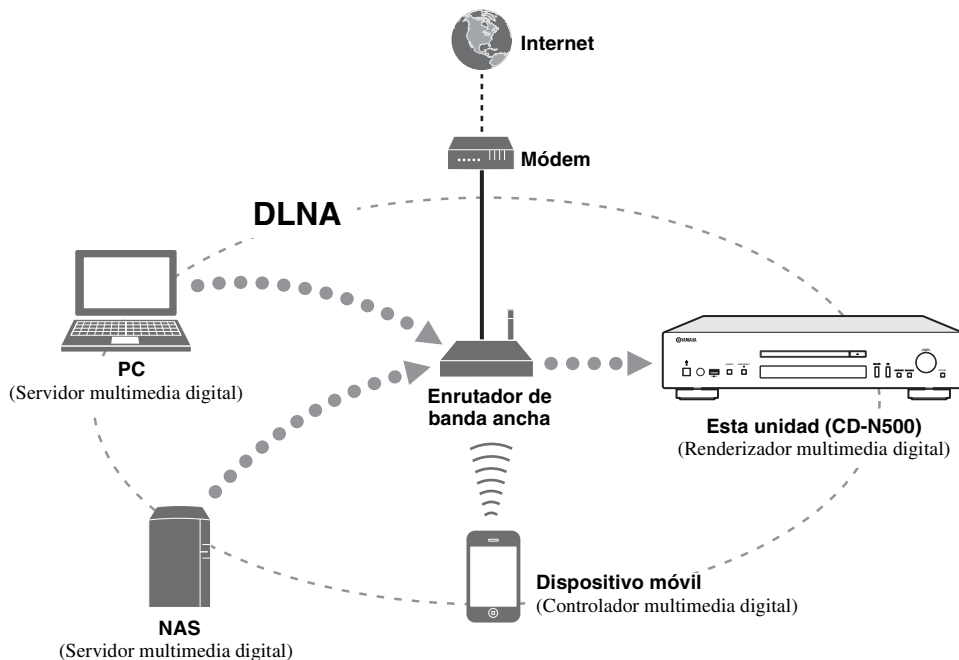 Internet
Módem
DLNA
YAMAHA
PC
(Servidor multimedia digital)
Enrutador de
banda ancha
Esta unidad (CD-N500)
(Renderizador multimedia digital)
Dispositivo móvil
(Controlador multimedia digital)
NAS
(Servidor multimedia digital)